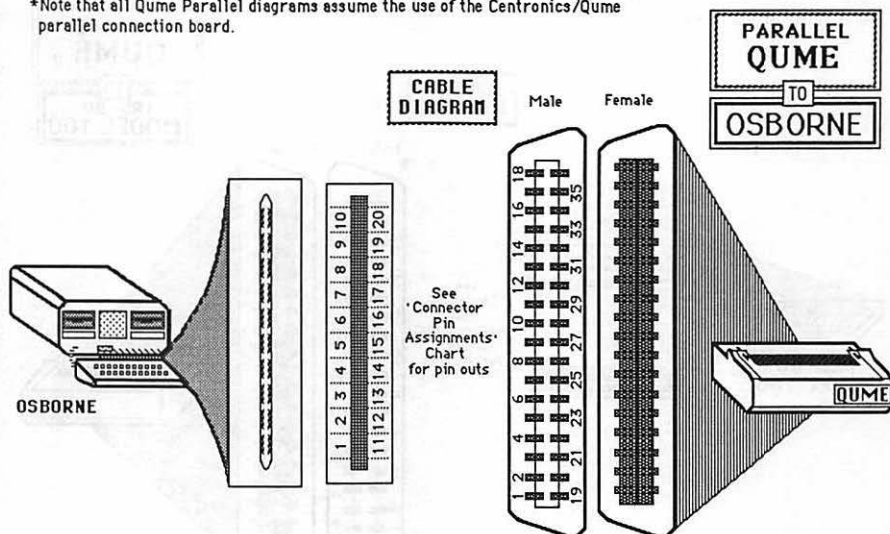 *Note that all Qume Parallel diagrams assume the use of the Centronics/Qume
parallel connection board.
PARALLEL
QUME
TO
OSBORNE
CABLE
DIAGRAM
Male
Female
10 20
9 19
8 18
7 17
6 16
5 15
4 14
3 13
2 12
1 11
See
'Connector
Pin
Assignments'
Chart
for pin outs
18
35
16
33
14
31
12
29
10
27
8
25
6
23
4
21
2
1 19
OSBORNE
QUME